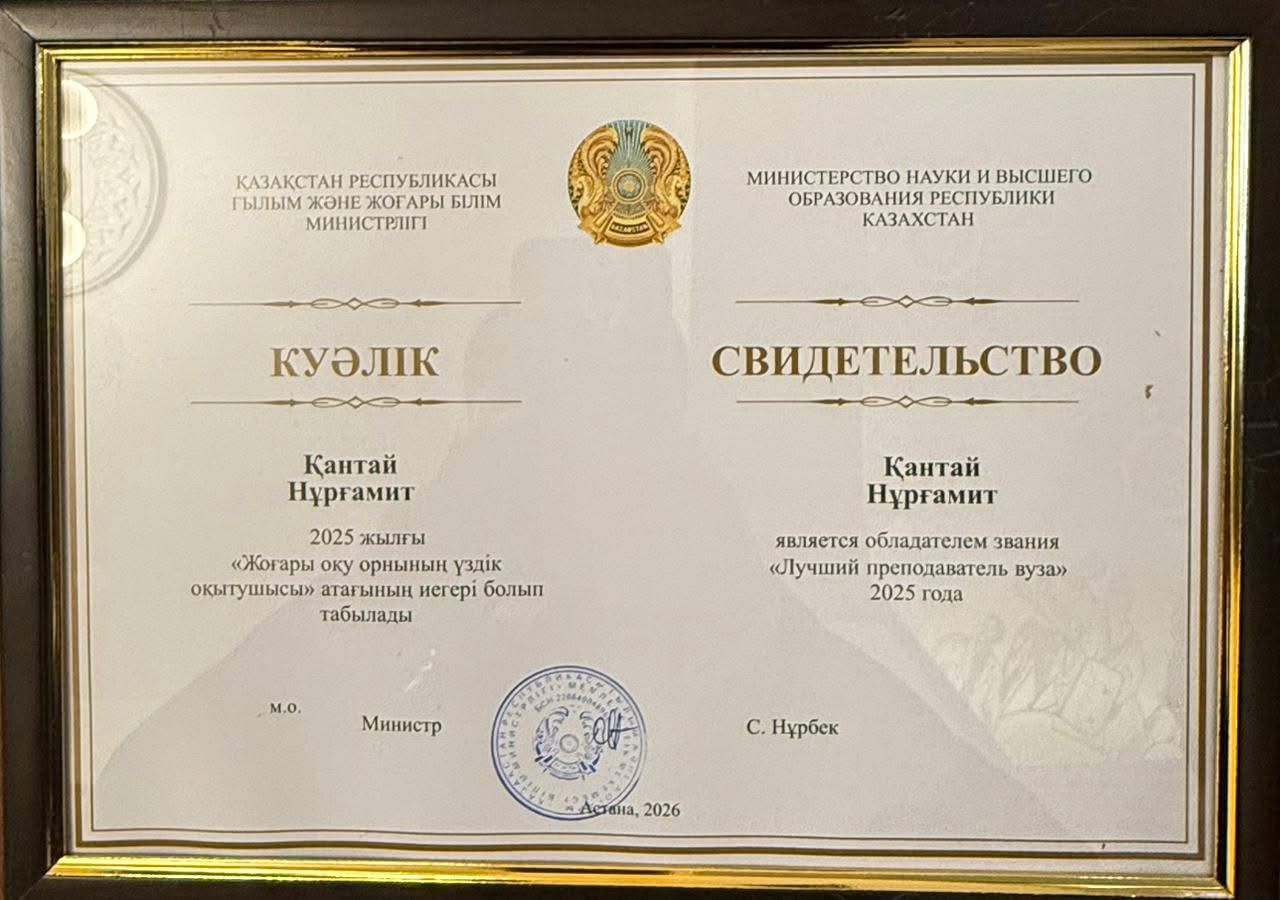 ҚАЗАҚСТАН РЕСПУБЛИКАСЫ
ҒЫЛЫМ ЖӘНЕ ЖОҒАРЫ БІЛІМ
МИНИСТРЛІГІ
МИНИСТЕРСТВО НАУКИ И ВЫСШЕГО
ОБРАЗОВАНИЯ РЕСПУБЛИКИ
КАЗАХСТАН
КУӘЛІК
Қантай
Нұрғамит
2025 жылғы
«Жоғары оқу орнының үздік
оқытушысы» атағының иегері болып
табылады
СВИДЕТЕЛЬСТВО
Қантай
Нұрғамит
является обладателем звания
«Лучший преподаватель вуза»
2025 года
м.о.
Министр
С. Нұрбек
Астана, 2026